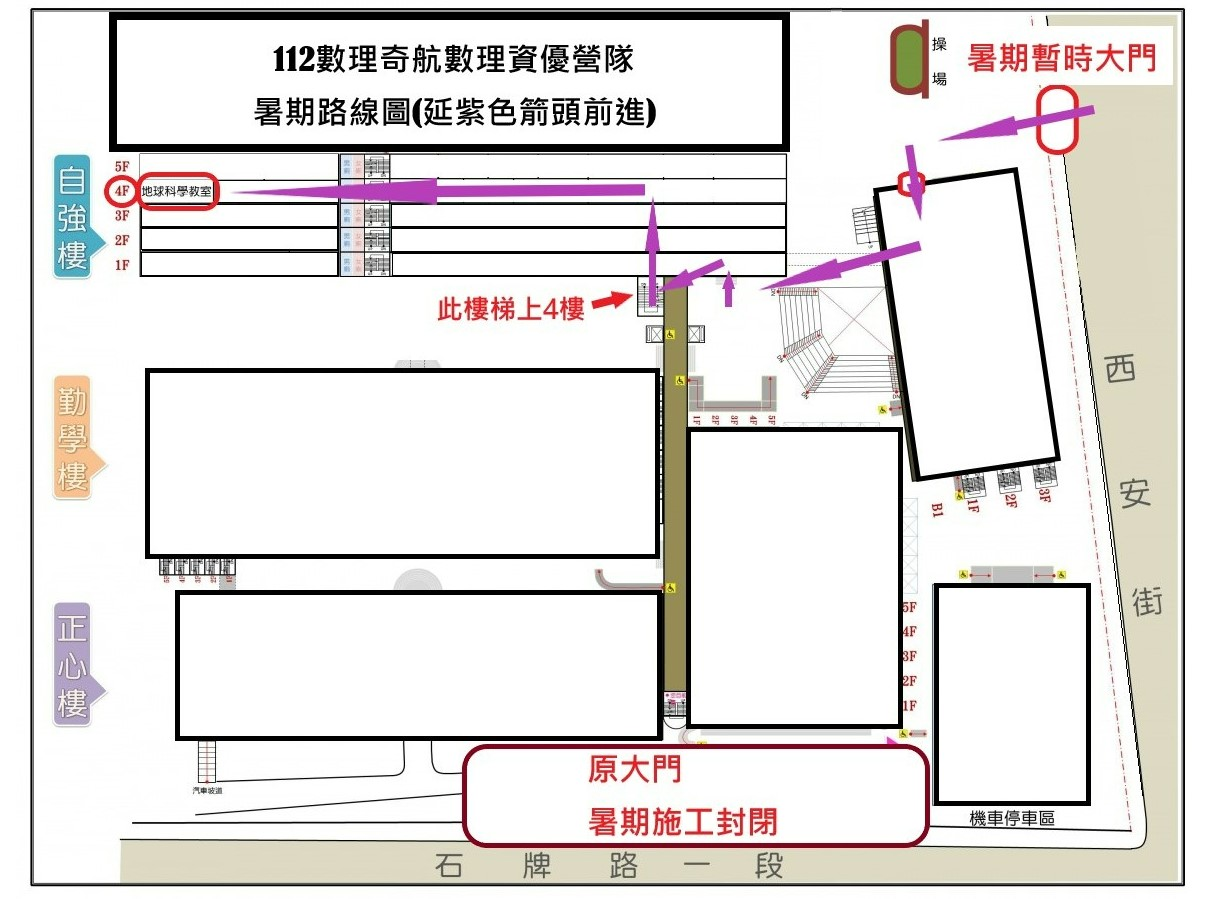 112數理奇航數理資優營隊
暑期路線圖(延紫色箭頭前進)
操場
暑期暫時大門
自強樓
5F
4F
地球科學教室
3F
2F
1F
此樓梯上4樓
勤學樓
1F
2F
3F
4F
5F
西安街
B1
1F
2F
3F
5F
4F
3F
2F
1F
正心樓
5F
4F
3F
2F
1F
汽車坡道
原大門
暑期施工封閉
機車停車區
石牌路一段